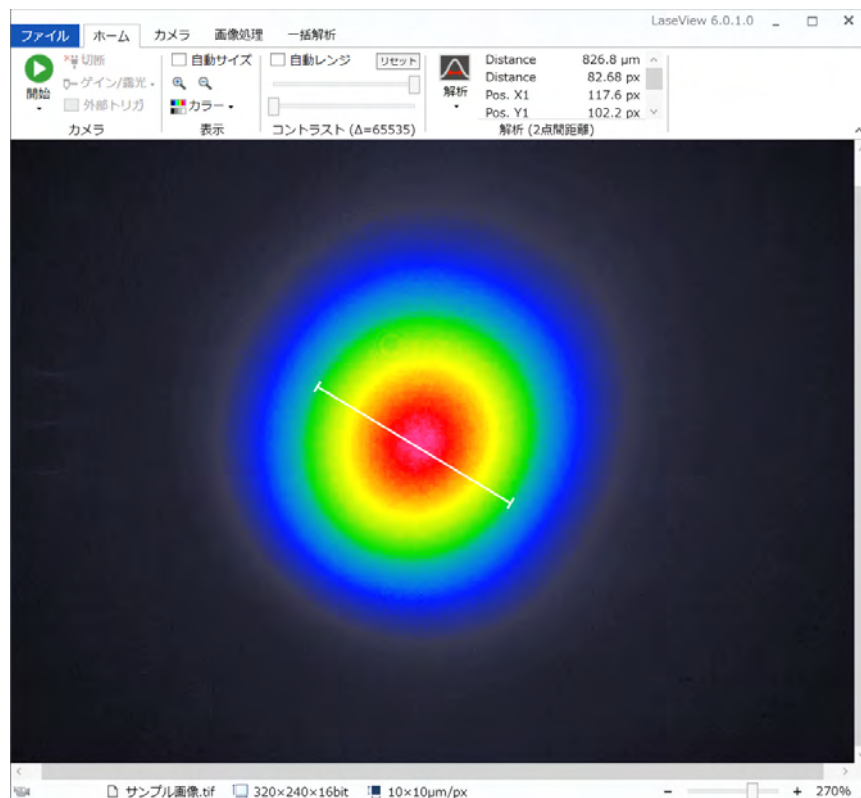 LaseView 6.0.1.0
ファイル ホーム カメラ 画像処理 一括解析
開始
切断
ゲイン/露光
外部トリガ
カメラ
自動サイズ
カラー
表示
自動レンジ リセット
コントラスト (Δ=65535)
解析
Distance 826.8 μm
Distance 82.68 px
Pos. X1 117.6 px
Pos. Y1 102.2 px
解析 (2点間距離)
サンプル画像.tif 320×240×16bit 10×10μm/px 270%